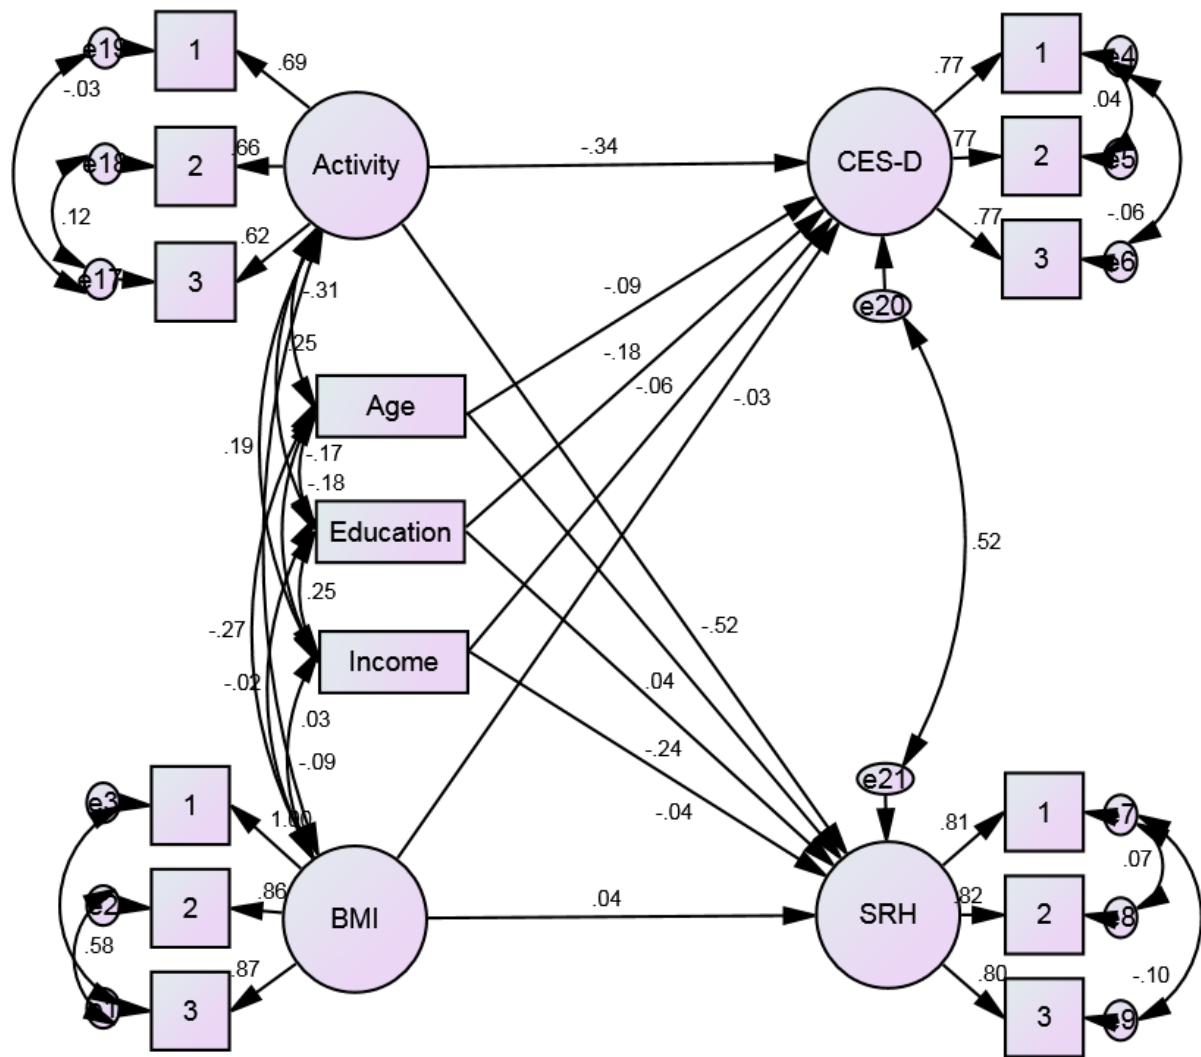 e19
1
.69
-.03
e18
2
.66
Activity
.12
e17
3
.62
-.34
CES-D
.77
1
e4
.04
.77
2
e5
-.06
.77
3
e6
e20
-.31
.25
.19
Age
-.17
-.18
Education
.25
Income
-.27
-.02
.03
-.09
-.09
-.18
-.06
-.03
.52
-.52
.04
-.24
-.04
e21
e3
1
1.00
e2
2
.86
BMI
.58
3
.87
.04
SRH
.81
1
e7
.07
.82
2
e8
-.10
.80
3
e9